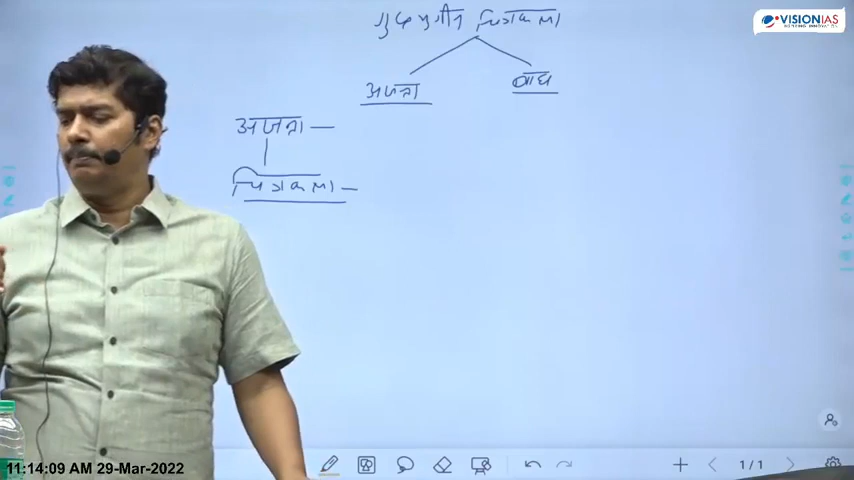 VISIONIAS
गुप्तयुगीन चित्रकला
अजन्ता बाघ
अजन्ता —
चित्रकला —
1/1
11:14:09 AM 29-Mar-2022